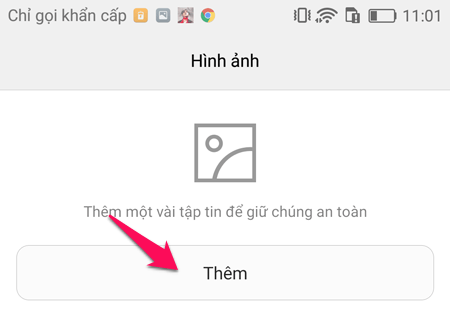 Chỉ gọi khẩn cấp 11:01
Hình ảnh
Thêm một vài tập tin để giữ chúng an toàn
Thêm